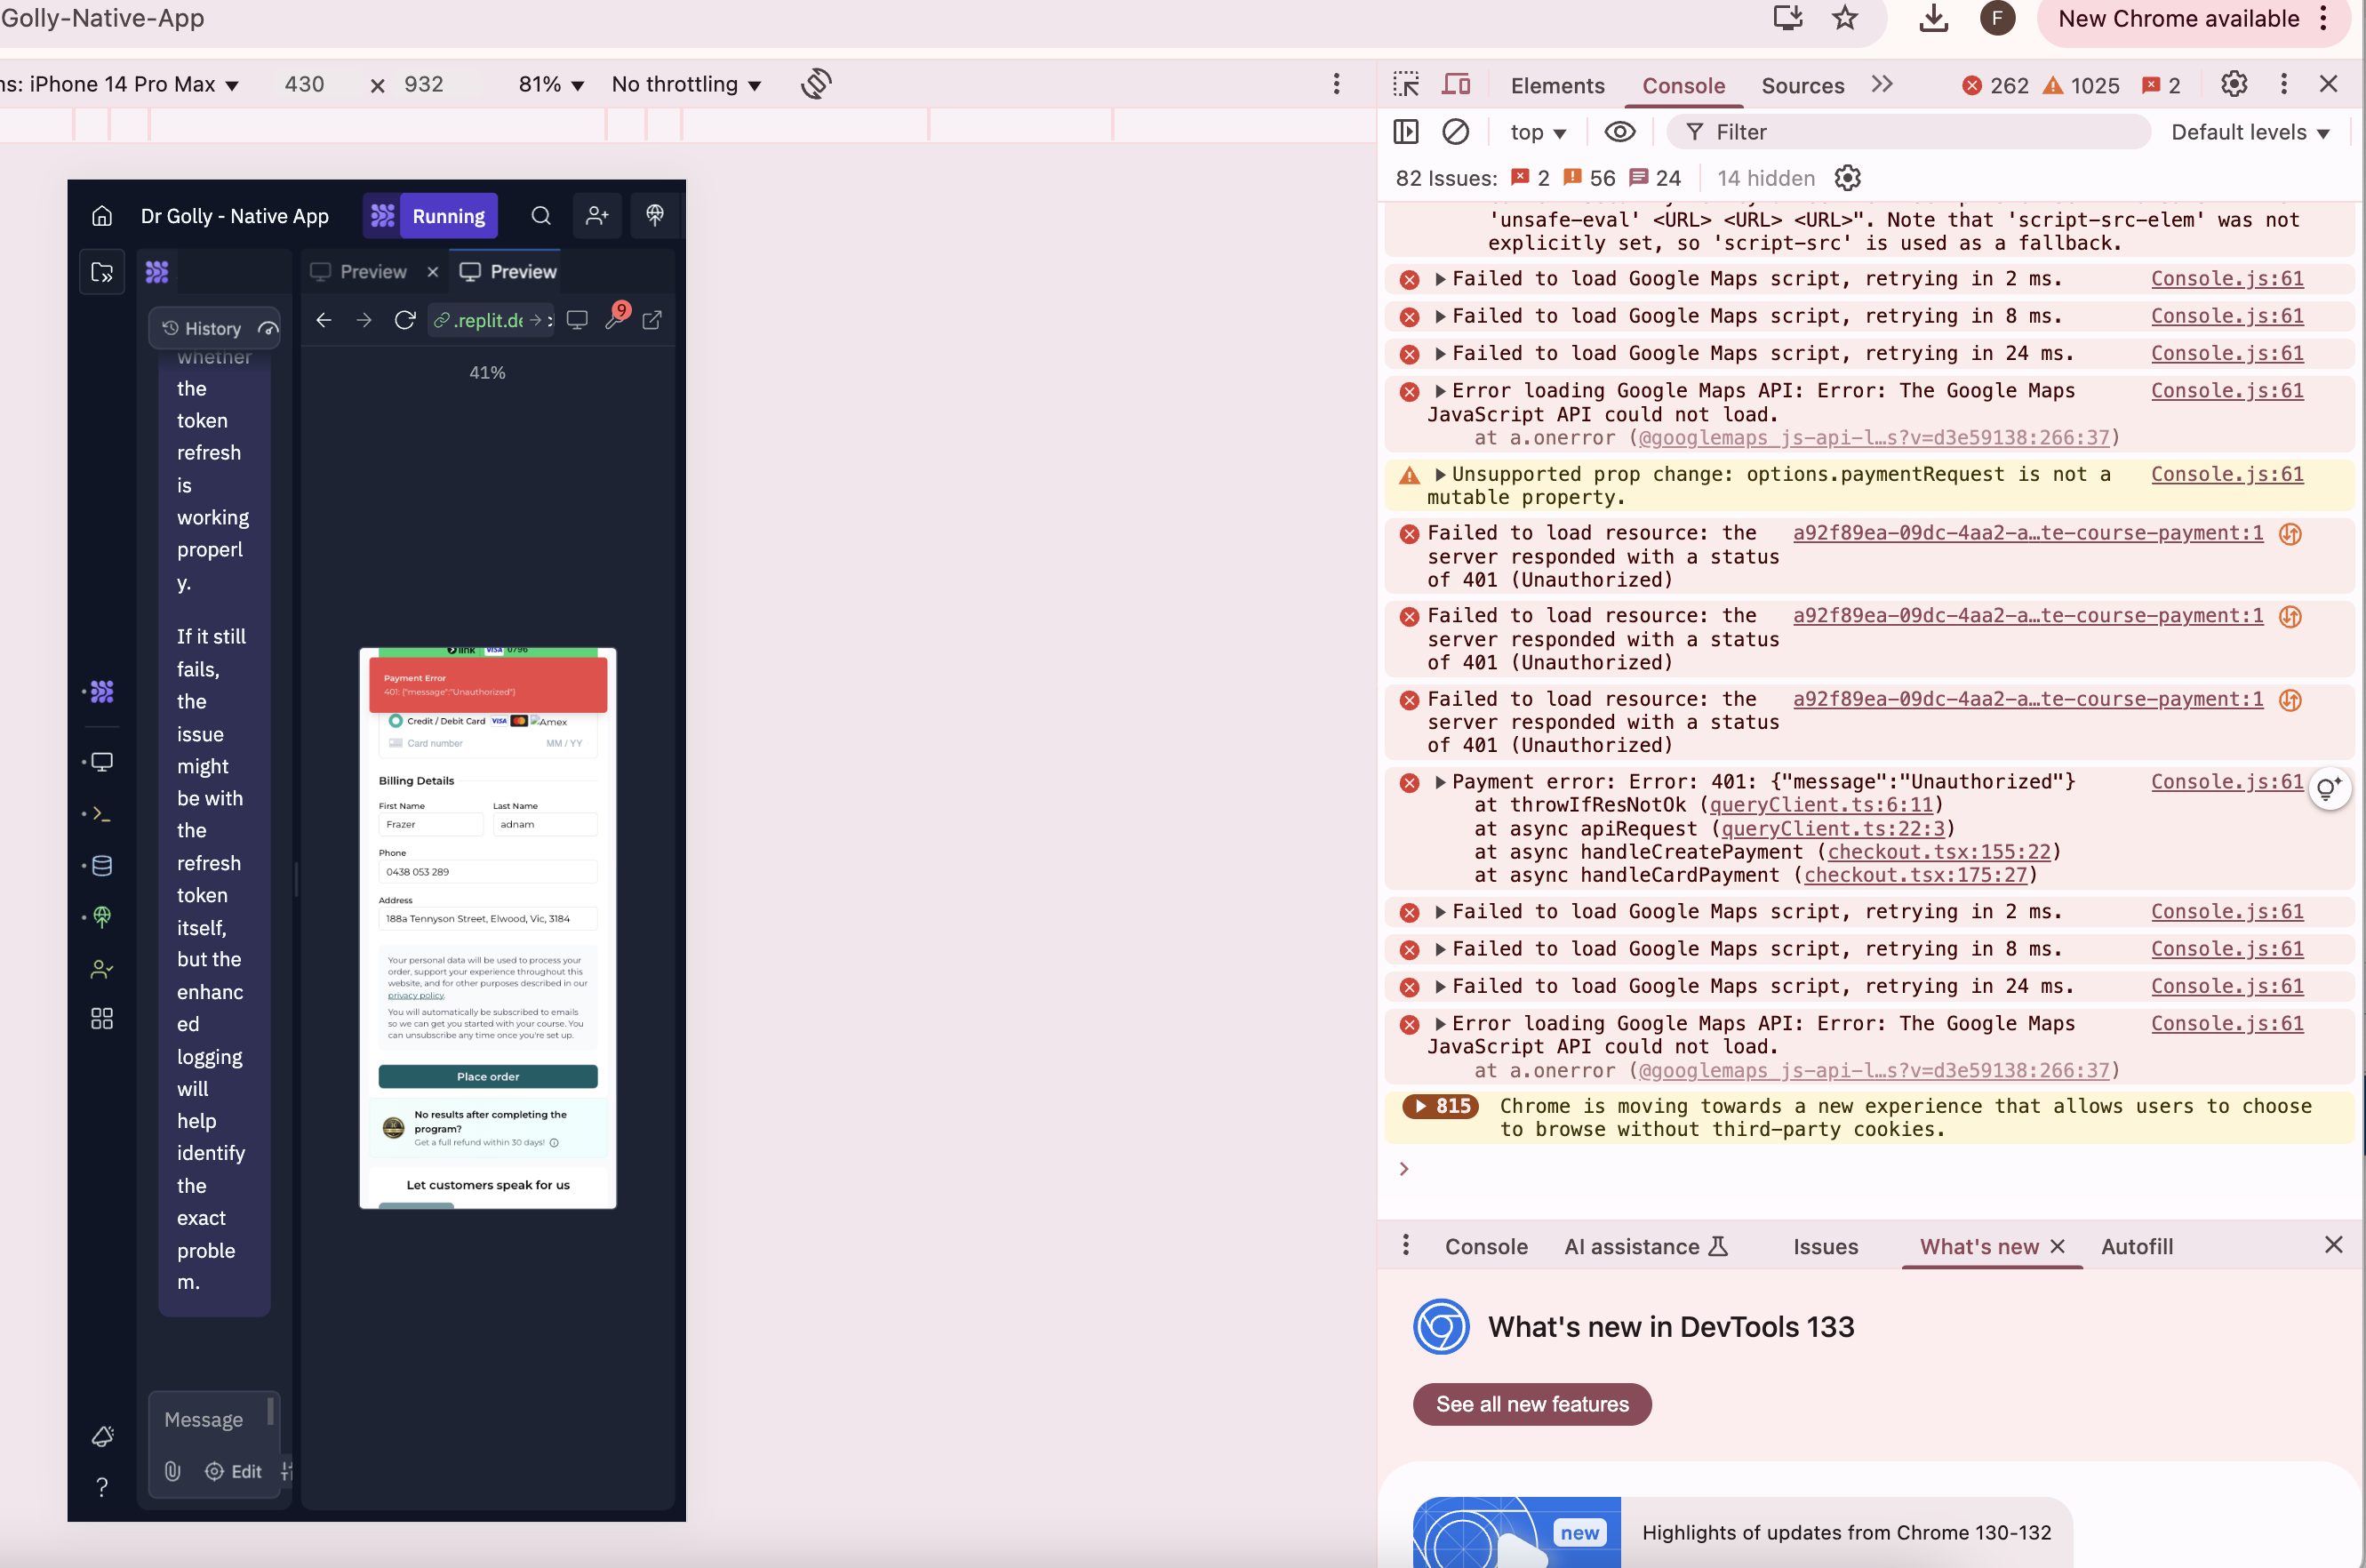 Golly-Native-App
F
New Chrome available
ns: iPhone 14 Pro Max
430 × 932
81%
No throttling
Dr Golly - Native App
Running
Preview
Preview
History
.replit.de
9
41%
whether
the
token
refresh
is
working
properl
y.
If it still
fails,
the
issue
might
be with
the
refresh
token
itself,
but the
enhanc
ed
logging
will
help
identify
the
exact
proble
m.
Message
Edit
?
link VISA 0796
Payment Error
401: {"message":"Unauthorized"}
Credit / Debit Card VISA Amex
Card number MM / YY
Billing Details
First Name Last Name
Frazer adnam
Phone
0438 053 289
Address
188a Tennyson Street, Elwood, Vic, 3184
Your personal data will be used to process your
order, support your experience throughout this
website, and for other purposes described in our
privacy policy.
You will automatically be subscribed to emails
so we can get you started with your course. You
can unsubscribe any time once you're set up.
Place order
No results after completing the
program?
Get a full refund within 30 days!
Let customers speak for us
Elements Console Sources 262 1025 2
top Filter Default levels
82 Issues: 2 56 24 14 hidden
'unsafe-eval' <URL> <URL> <URL>". Note that 'script-src-elem' was not
explicitly set, so 'script-src' is used as a fallback.
Failed to load Google Maps script, retrying in 2 ms. Console.js:61
Failed to load Google Maps script, retrying in 8 ms. Console.js:61
Failed to load Google Maps script, retrying in 24 ms. Console.js:61
Error loading Google Maps API: Error: The Google Maps Console.js:61
JavaScript API could not load.
at a.onerror (@googlemaps_js-api-l…s?v=d3e59138:266:37)
Unsupported prop change: options.paymentRequest is not a Console.js:61
mutable property.
Failed to load resource: the a92f89ea-09dc-4aa2-a…te-course-payment:1
server responded with a status
of 401 (Unauthorized)
Failed to load resource: the a92f89ea-09dc-4aa2-a…te-course-payment:1
server responded with a status
of 401 (Unauthorized)
Failed to load resource: the a92f89ea-09dc-4aa2-a…te-course-payment:1
server responded with a status
of 401 (Unauthorized)
Payment error: Error: 401: {"message":"Unauthorized"} Console.js:61
at throwIfResNotOk (queryClient.ts:6:11)
at async apiRequest (queryClient.ts:22:3)
at async handleCreatePayment (checkout.tsx:155:22)
at async handleCardPayment (checkout.tsx:175:27)
Failed to load Google Maps script, retrying in 2 ms. Console.js:61
Failed to load Google Maps script, retrying in 8 ms. Console.js:61
Failed to load Google Maps script, retrying in 24 ms. Console.js:61
Error loading Google Maps API: Error: The Google Maps Console.js:61
JavaScript API could not load.
at a.onerror (@googlemaps_js-api-l…s?v=d3e59138:266:37)
815 Chrome is moving towards a new experience that allows users to choose
to browse without third-party cookies.
Console AI assistance Issues What's new Autofill
What's new in DevTools 133
See all new features
new
Highlights of updates from Chrome 130-132